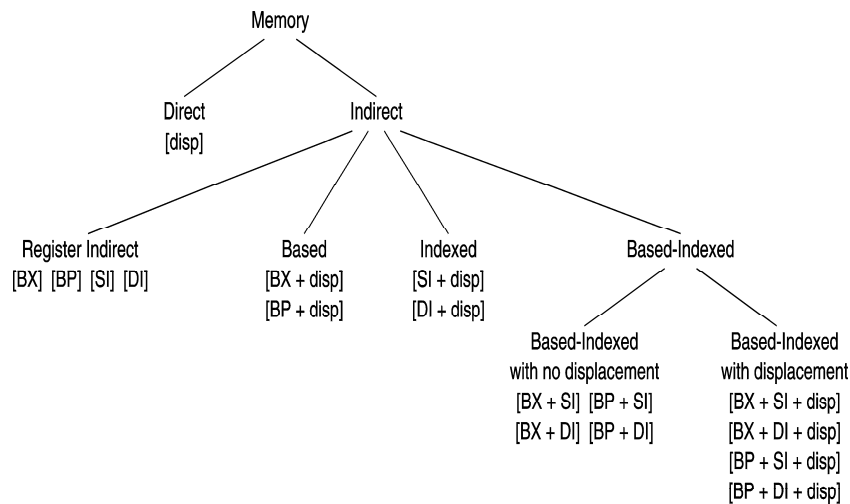 Memory
Direct
[disp]
Indirect
Register Indirect
[BX] [BP] [SI] [DI]
Based
[BX + disp]
[BP + disp]
Indexed
[SI + disp]
[DI + disp]
Based-Indexed
Based-Indexed
with no displacement
[BX + SI] [BP + SI]
[BX + DI] [BP + DI]
Based-Indexed
with displacement
[BX + SI + disp]
[BX + DI + disp]
[BP + SI + disp]
[BP + DI + disp]